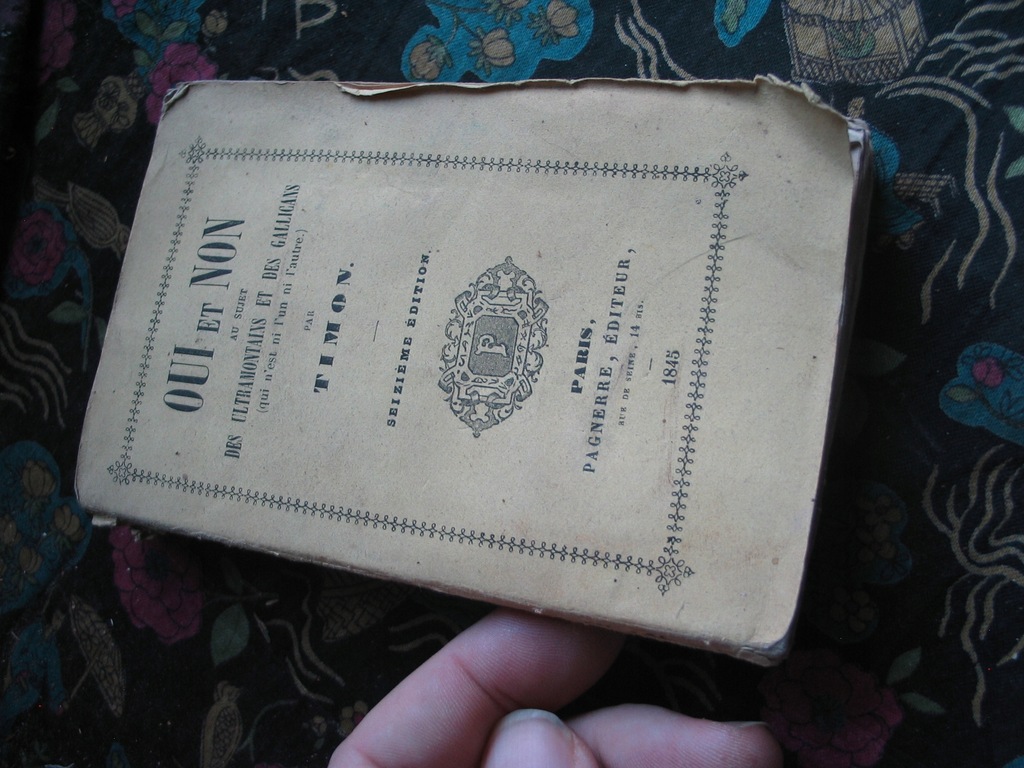 OUI ET NON
AU SUJET
DES ULTRAMONTAINS ET DES GALLICANS
(qui n'est ni l'un ni l'autre.)
PAR
TIMON.
SEIZIÈME ÉDITION.
P
PARIS,
PAGNERRE, ÉDITEUR,
RUE DE SEINE, 14 BIS.
1845